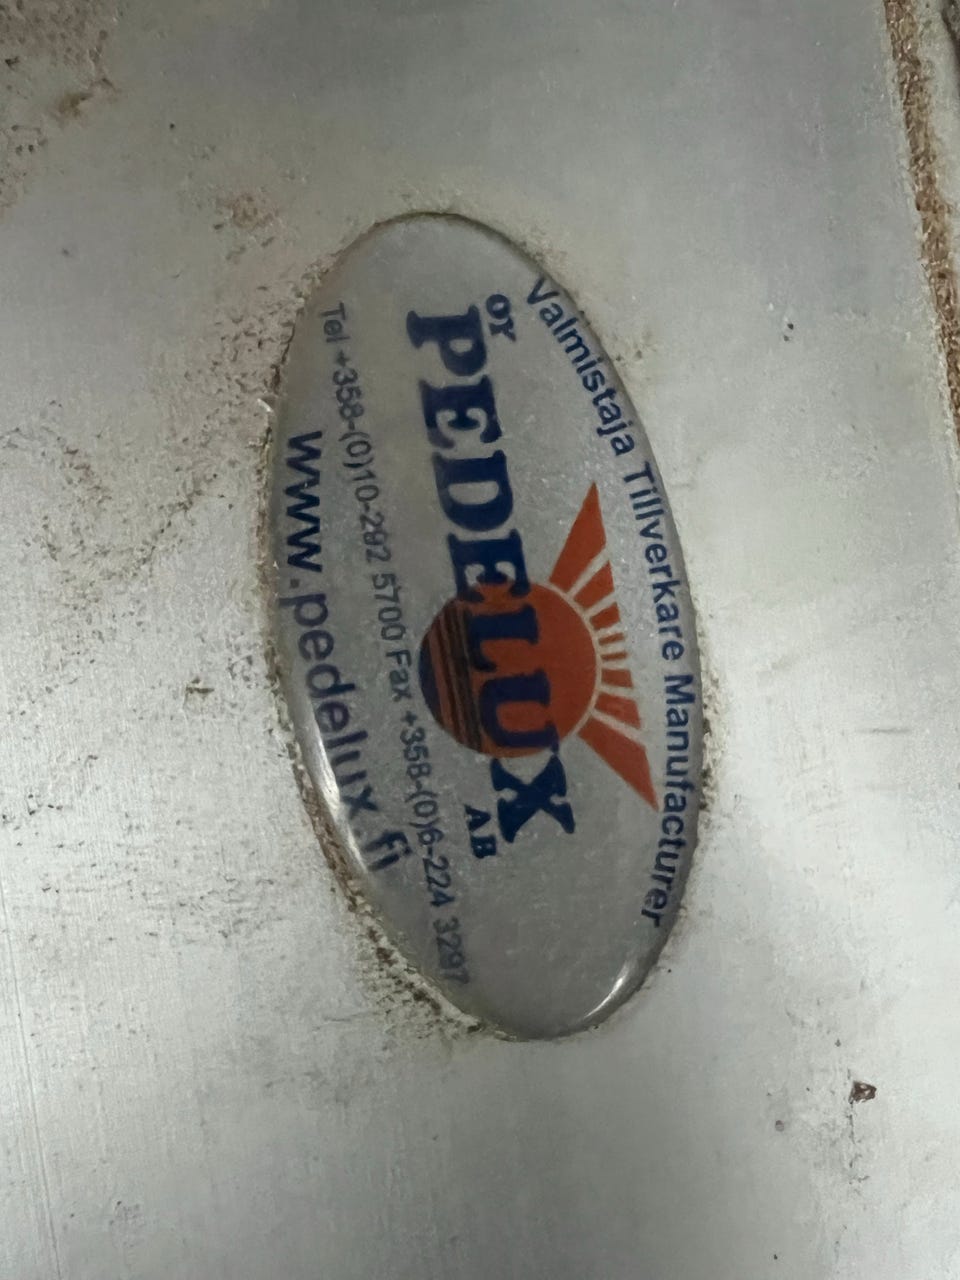 Valmistaja Tillverkare Manufacturer
OY
PEDELUX
AB
Tel +358-(0)10-292 5700 Fax +358-(0)6-224 3297
www.pedelux.fi